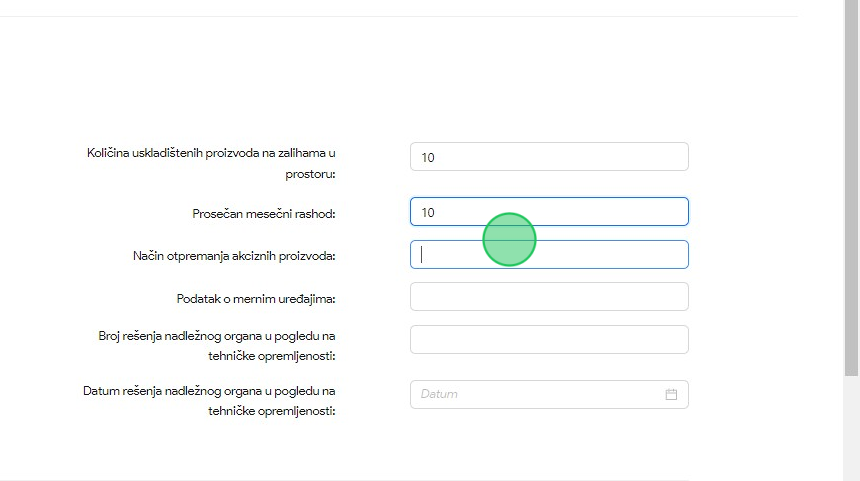 Količina uskladištenih proizvoda na zalihama u
prostoru:
10
Prosečan mesečni rashod:
10
Način otpremanja akciznih proizvoda:
Podatak o mernim uređajima:
Broj rešenja nadležnog organa u pogledu na
tehničke opremljenosti:
Datum rešenja nadležnog organa u pogledu na
tehničke opremljenosti:
Datum